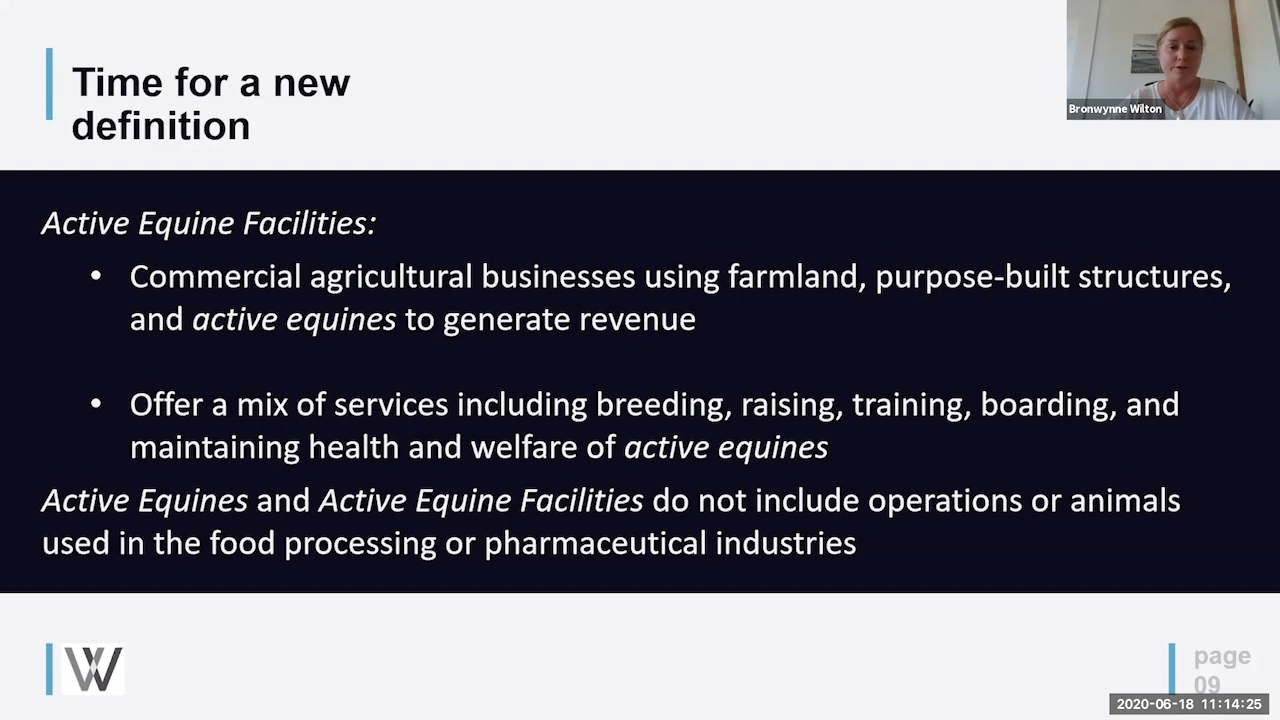 Time for a new
definition
Bronwynne Wilton
Active Equine Facilities:
• Commercial agricultural businesses using farmland, purpose-built structures,
and active equines to generate revenue
• Offer a mix of services including breeding, raising, training, boarding, and
maintaining health and welfare of active equines
Active Equines and Active Equine Facilities do not include operations or animals
used in the food processing or pharmaceutical industries
W
page
09
2020-06-18 11:14:25